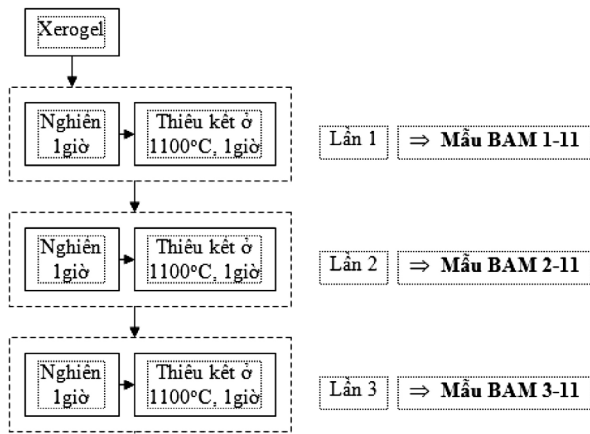 Xerogel
Nghiền
1giờ
Thiêu kết ở
1100°C, 1giờ
Lần 1
⇒ Mẫu BAM 1-11
Nghiền
1giờ
Thiêu kết ở
1100°C, 1giờ
Lần 2
⇒ Mẫu BAM 2-11
Nghiền
1giờ
Thiêu kết ở
1100°C, 1giờ
Lần 3
⇒ Mẫu BAM 3-11